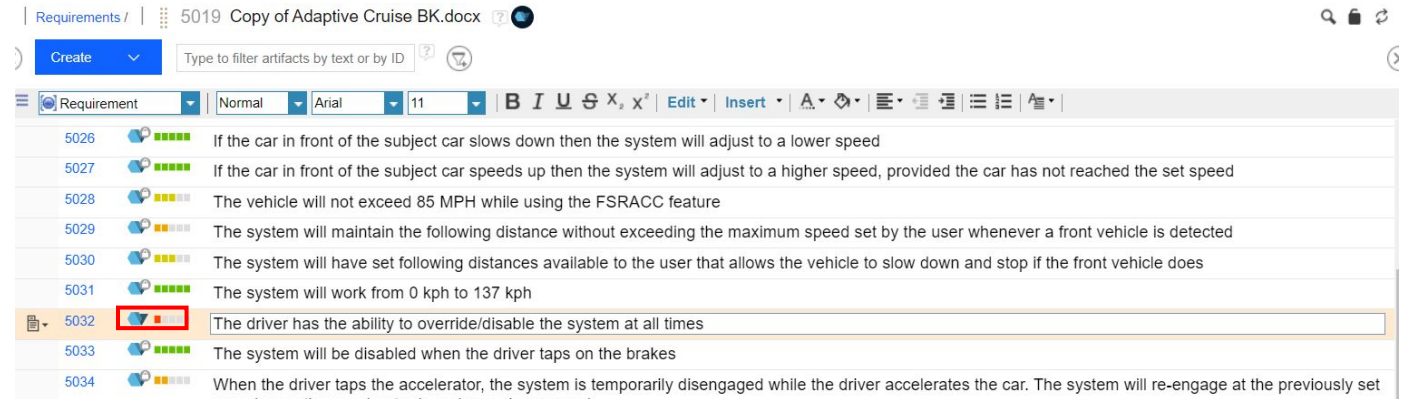 Requirements / 5019 Copy of Adaptive Cruise BK.docx ?
Create Type to filter artifacts by text or by ID ?
Requirement Normal Arial 11 B I U S X₂ X² Edit Insert A
5026 If the car in front of the subject car slows down then the system will adjust to a lower speed
5027 If the car in front of the subject car speeds up then the system will adjust to a higher speed, provided the car has not reached the set speed
5028 The vehicle will not exceed 85 MPH while using the FSRACC feature
5029 The system will maintain the following distance without exceeding the maximum speed set by the user whenever a front vehicle is detected
5030 The system will have set following distances available to the user that allows the vehicle to slow down and stop if the front vehicle does
5031 The system will work from 0 kph to 137 kph
5032 The driver has the ability to override/disable the system at all times
5033 The system will be disabled when the driver taps on the brakes
5034 When the driver taps the accelerator, the system is temporarily disengaged while the driver accelerates the car. The system will re-engage at the previously set